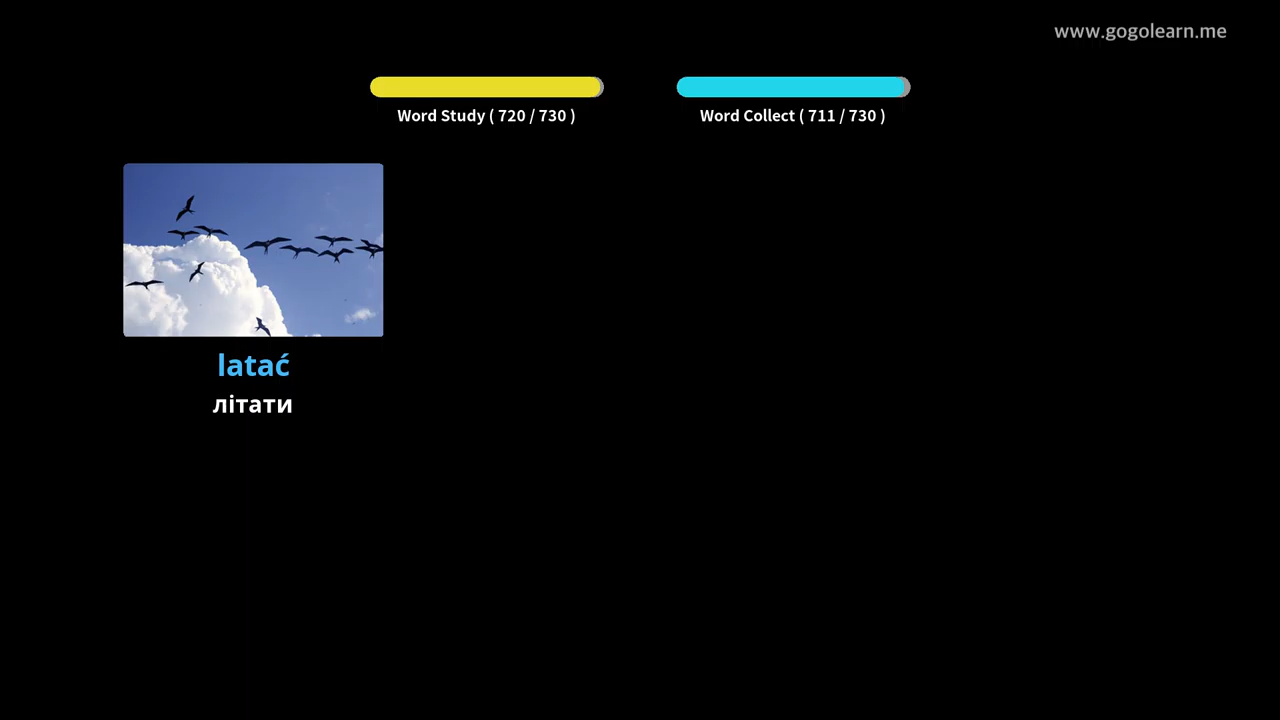 www.gogolearn.me
Word Study ( 720 / 730 )
Word Collect ( 711 / 730 )
latać
літати